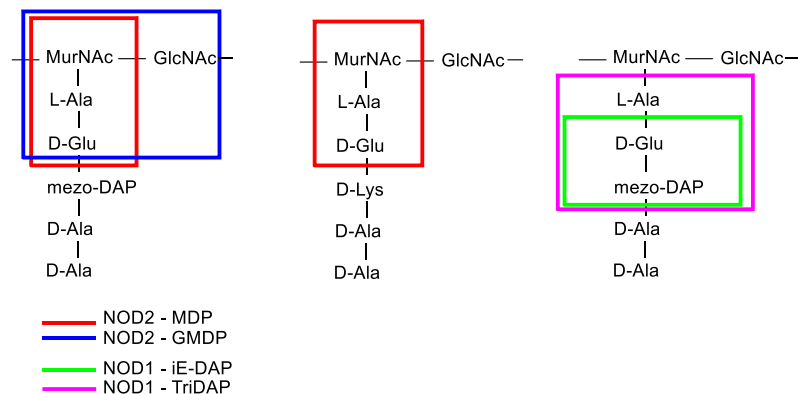 MurNAc GlcNAc
L-Ala
D-Glu
mezo-DAP
D-Ala
D-Ala
MurNAc GlcNAc
L-Ala
D-Glu
D-Lys
D-Ala
D-Ala
MurNAc GlcNAc
L-Ala
D-Glu
mezo-DAP
D-Ala
D-Ala
NOD2 - MDP
NOD2 - GMDP
NOD1 - iE-DAP
NOD1 - TriDAP